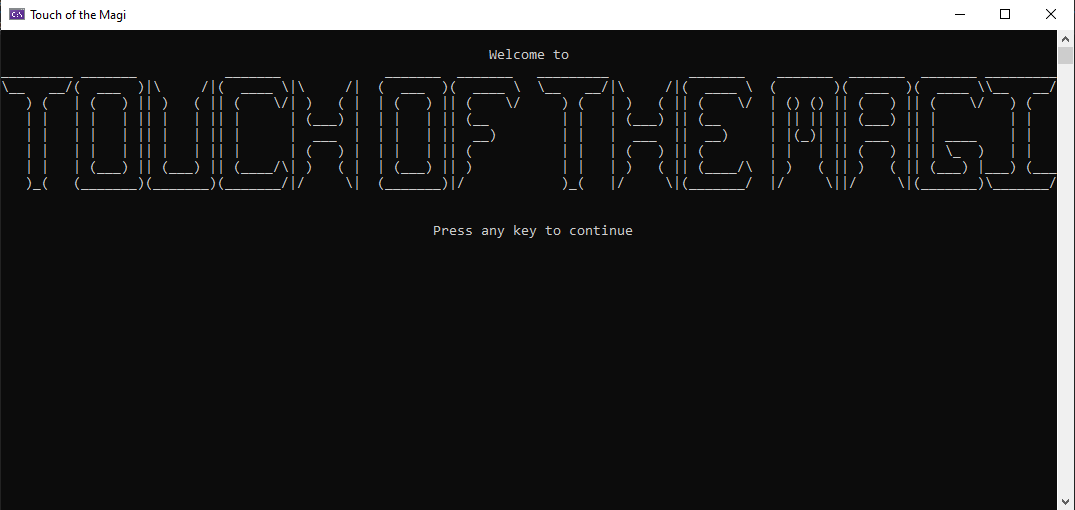 Touch of the Magi
Welcome to
TOUCH OF THE MAGI
Press any key to continue